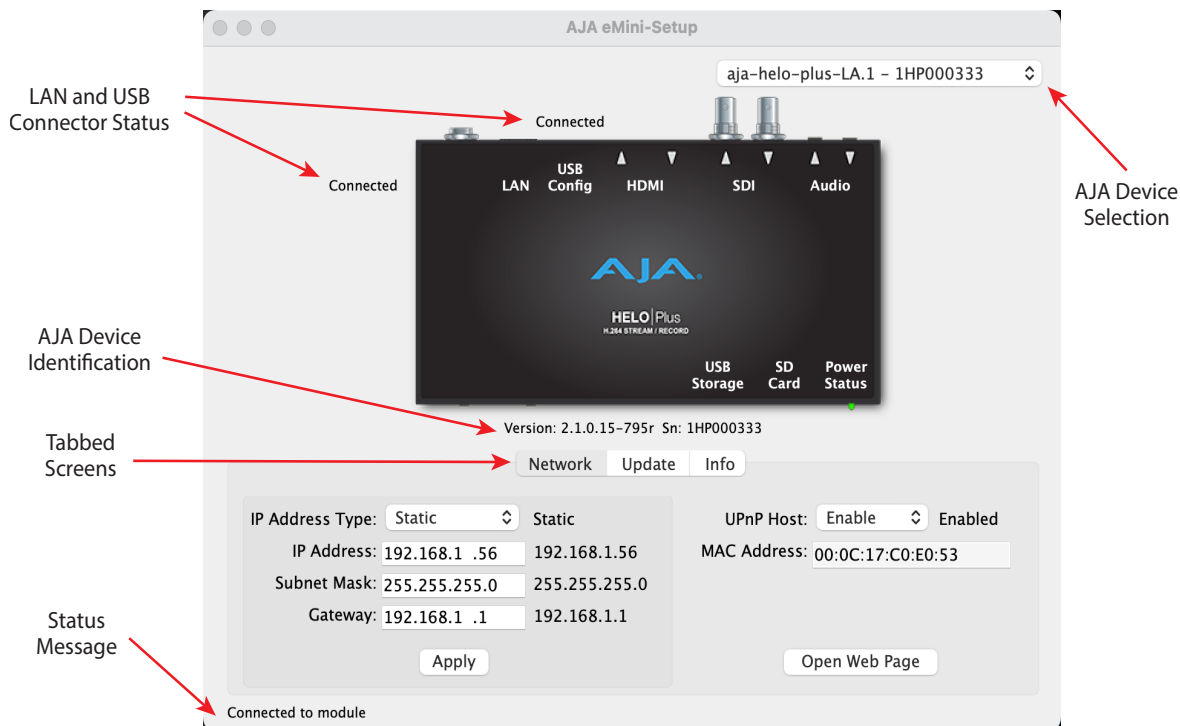 AJA eMini-Setup
aja-helo-plus-LA.1 – 1HP000333
LAN and USB
Connector Status
Connected
Connected
AJA Device
Selection
USB
LAN Config HDMI SDI Audio
AJA
HELO Plus
H.264 STREAM / RECORD
AJA Device
Identification
USB SD Power
Storage Card Status
Version: 2.1.0.15-795r Sn: 1HP000333
Tabbed
Screens
Network Update Info
IP Address Type: Static Static
IP Address: 192.168.1 .56 192.168.1.56
Subnet Mask: 255.255.255.0 255.255.255.0
Gateway: 192.168.1 .1 192.168.1.1
Apply
UPnP Host: Enable Enabled
MAC Address: 00:0C:17:C0:E0:53
Open Web Page
Status
Message
Connected to module